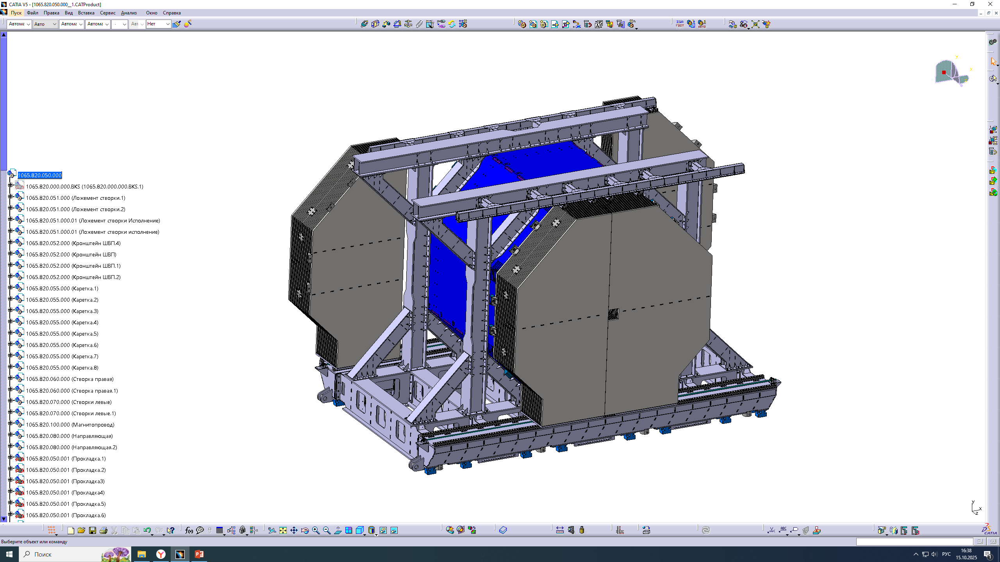 CATIA V5 - [1065.820.050.000__1.CATProduct]
Пуск Файл Правка Вид Вставка Сервис Анализ Окно Справка
Автома Авто Автома Автома Авт Нет
IGA
ГОСТ
АВТО
y
x
1065.820.050.000
1065.820.000.000.BKS (1065.820.000.000.BKS.1)
1065.820.051.000 (Ложемент створки.1)
1065.820.051.000 (Ложемент створки.2)
1065.820.051.000.01 (Ложемент створки Исполнение)
1065.820.051.000.01 (Ложемент створки исполнение)
1065.820.052.000 (Кронштейн ШВП.4)
1065.820.052.000 (Кронштейн ШВП)
1065.820.052.000 (Кронштейн ШВП.1)
1065.820.052.000 (Кронштейн ШВП.2)
1065.820.055.000 (Каретка.1)
1065.820.055.000 (Каретка.2)
1065.820.055.000 (Каретка.3)
1065.820.055.000 (Каретка.4)
1065.820.055.000 (Каретка.5)
1065.820.055.000 (Каретка.6)
1065.820.055.000 (Каретка.7)
1065.820.055.000 (Каретка.8)
1065.820.060.000 (Створка правая)
1065.820.060.000 (Створка правая.1)
1065.820.070.000 (Створки левые)
1065.820.070.000 (Створки левые.1)
1065.820.100.000 (Магнитопровод)
1065.820.080.000 (Направляющая)
1065.820.080.000 (Направляющая.2)
1065.820.050.001 (Прокладка.1)
1065.820.050.001 (Прокладка.2)
1065.820.050.001 (Прокладка3)
1065.820.050.001 (Прокладка4)
1065.820.050.001 (Прокладка.5)
1065.820.050.001 (Прокладка.6)
y
x
z
f(x)
ABC
CATIA
Выберите объект или команду
Поиск
РУС
16:38
15.10.2025
1